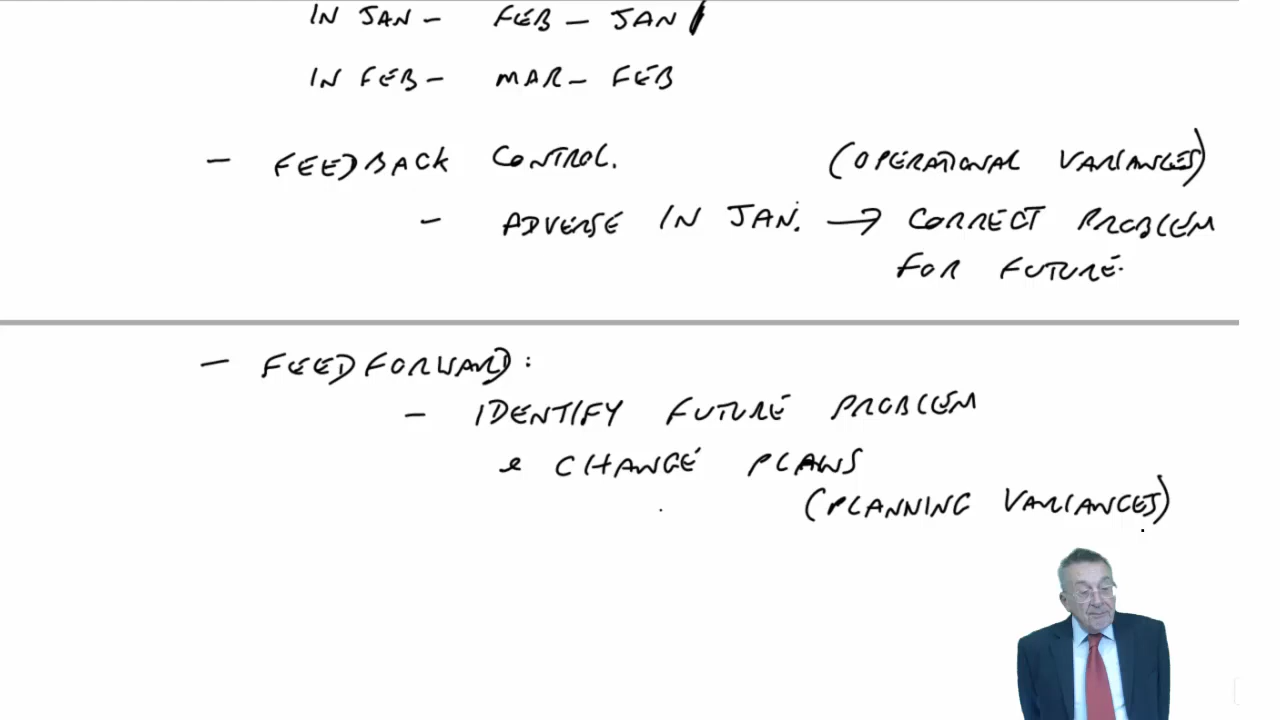 IN JAN - FEB - JAN
IN FEB - MAR - FEB
- FEEDBACK CONTROL. (OPERATIONAL VARIANCES)
- ADVERSE IN JAN. → CORRECT PROBLEM
FOR FUTURE.
- FEEDFORWARD:
- IDENTIFY FUTURE PROBLEM
& CHANGE PLANS
(PLANNING VARIANCES)